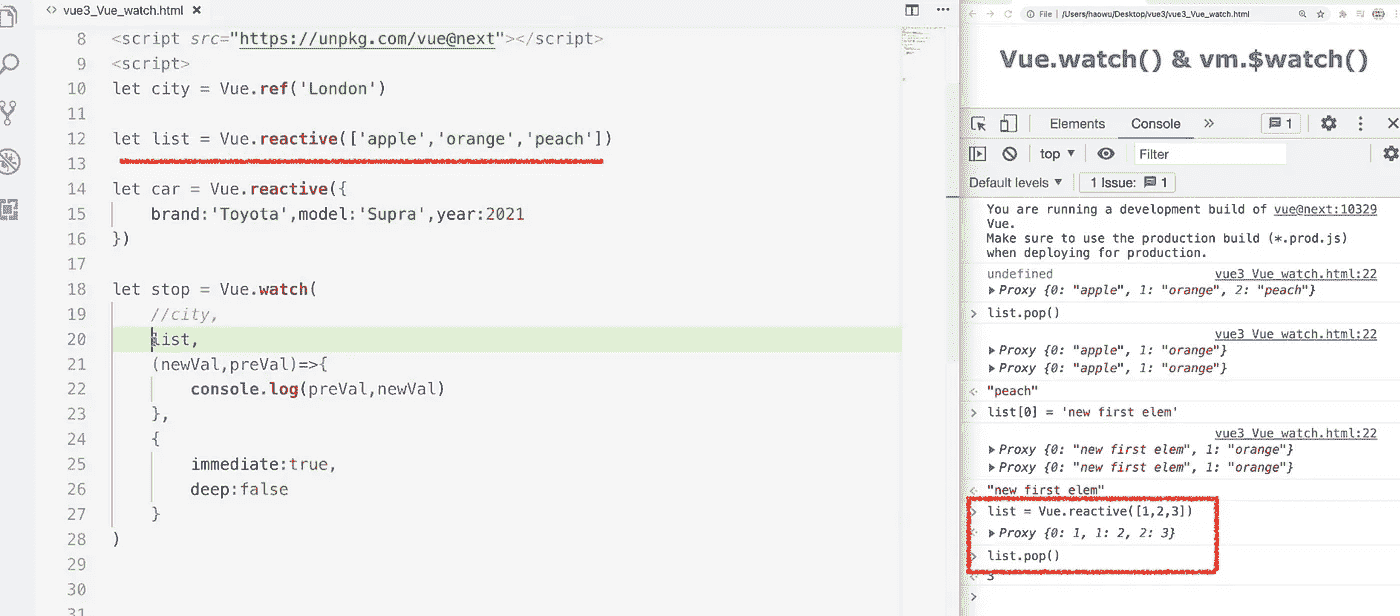 vue3_Vue_watch.html ×
8 <script src="https://unpkg.com/vue@next"></script>
9 <script>
10 let city = Vue.ref('London')
11
12 let list = Vue.reactive(['apple','orange','peach'])
13
14 let car = Vue.reactive({
15 brand:'Toyota',model:'Supra',year:2021
16 })
17
18 let stop = Vue.watch(
19 //city,
20 list,
21 (newVal,preVal)=>{
22 console.log(preVal,newVal)
23 },
24 {
25 immediate:true,
26 deep:false
27 }
28 )
29
30
31
File | /Users/haowu/Desktop/vue3/vue3_Vue_watch.html
Vue.watch() & vm.$watch()
Elements Console » 1
top ▼ Filter
Default levels ▼ 1 Issue: 1
You are running a development build of vue@next:10329
Vue.
Make sure to use the production build (*.prod.js)
when deploying for production.
undefined vue3 Vue watch.html:22
▶Proxy {0: "apple", 1: "orange", 2: "peach"}
> list.pop()
vue3 Vue watch.html:22
▶Proxy {0: "apple", 1: "orange"}
▶Proxy {0: "apple", 1: "orange"}
"peach"
> list[0] = 'new first elem'
vue3 Vue watch.html:22
▶Proxy {0: "new first elem", 1: "orange"}
▶Proxy {0: "new first elem", 1: "orange"}
"new first elem"
> list = Vue.reactive([1,2,3])
▶Proxy {0: 1, 1: 2, 2: 3}
> list.pop()
3
>